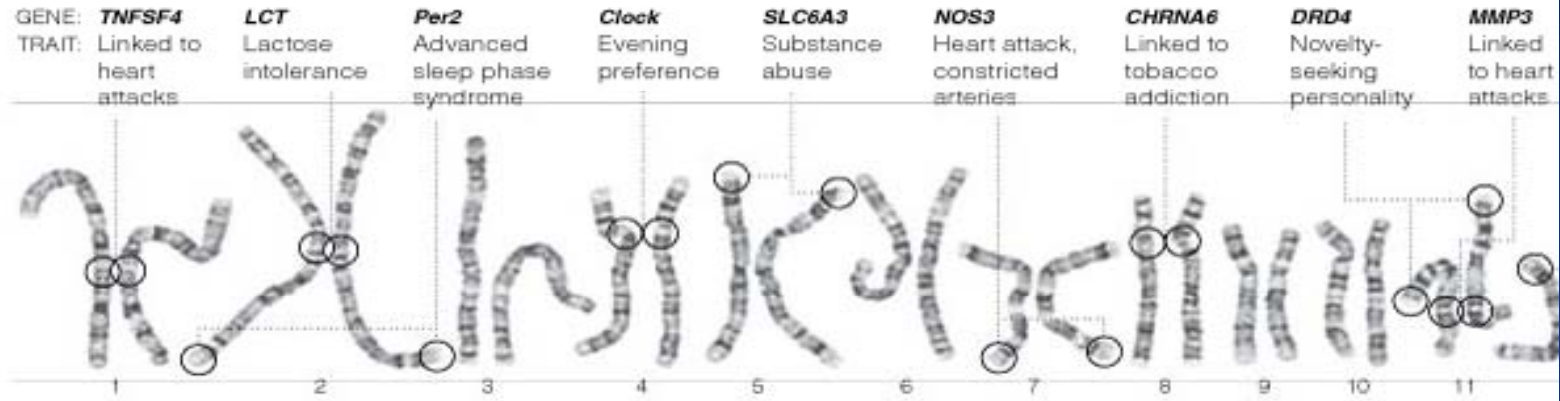 GENE: TNFSF4 LCT Per2 Clock SLC6A3 NOS3 CHRNA6 DRD4 MMP3
TRAIT: Linked to Lactose Advanced Evening Substance Heart attack, Linked to Novelty- Linked
heart intolerance sleep phase preference abuse constricted tobacco seeking to heart
attacks syndrome arteries addiction personality attacks
1 2 3 4 5 6 7 8 9 10 11